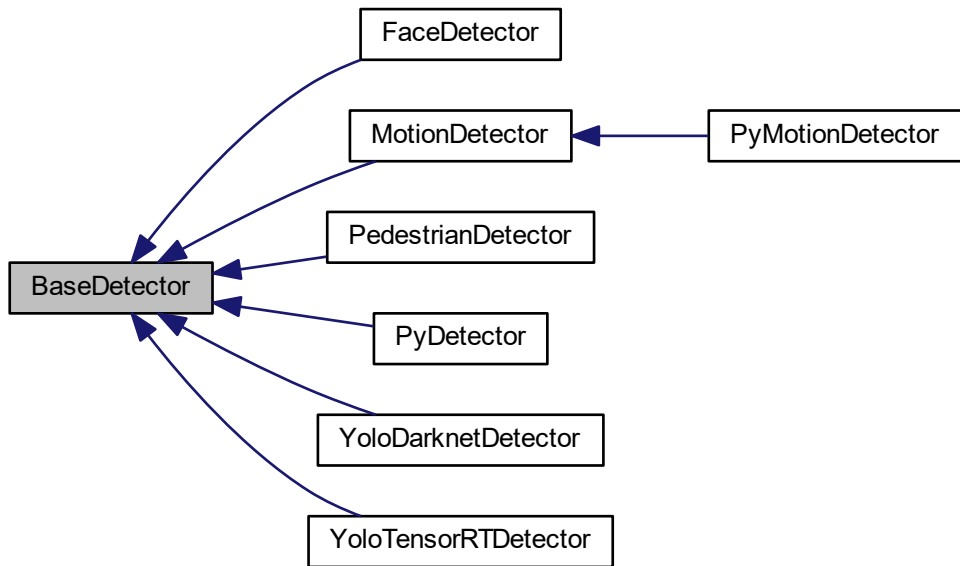 FaceDetector
MotionDetector
PyMotionDetector
PedestrianDetector
BaseDetector
PyDetector
YoloDarknetDetector
YoloTensorRTDetector